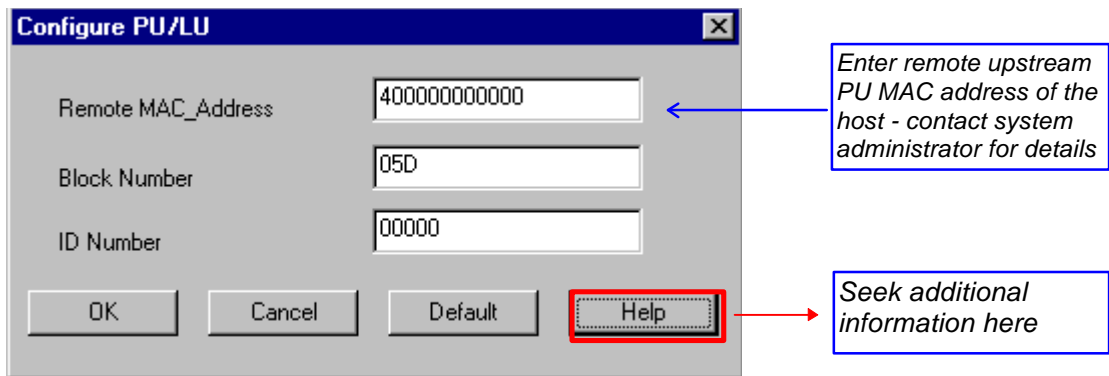 Configure PU/LU
Remote MAC_Address
400000000000
Block Number
05D
ID Number
00000
OK
Cancel
Default
Help
Enter remote upstream
PU MAC address of the
host - contact system
administrator for details
Seek additional
information here